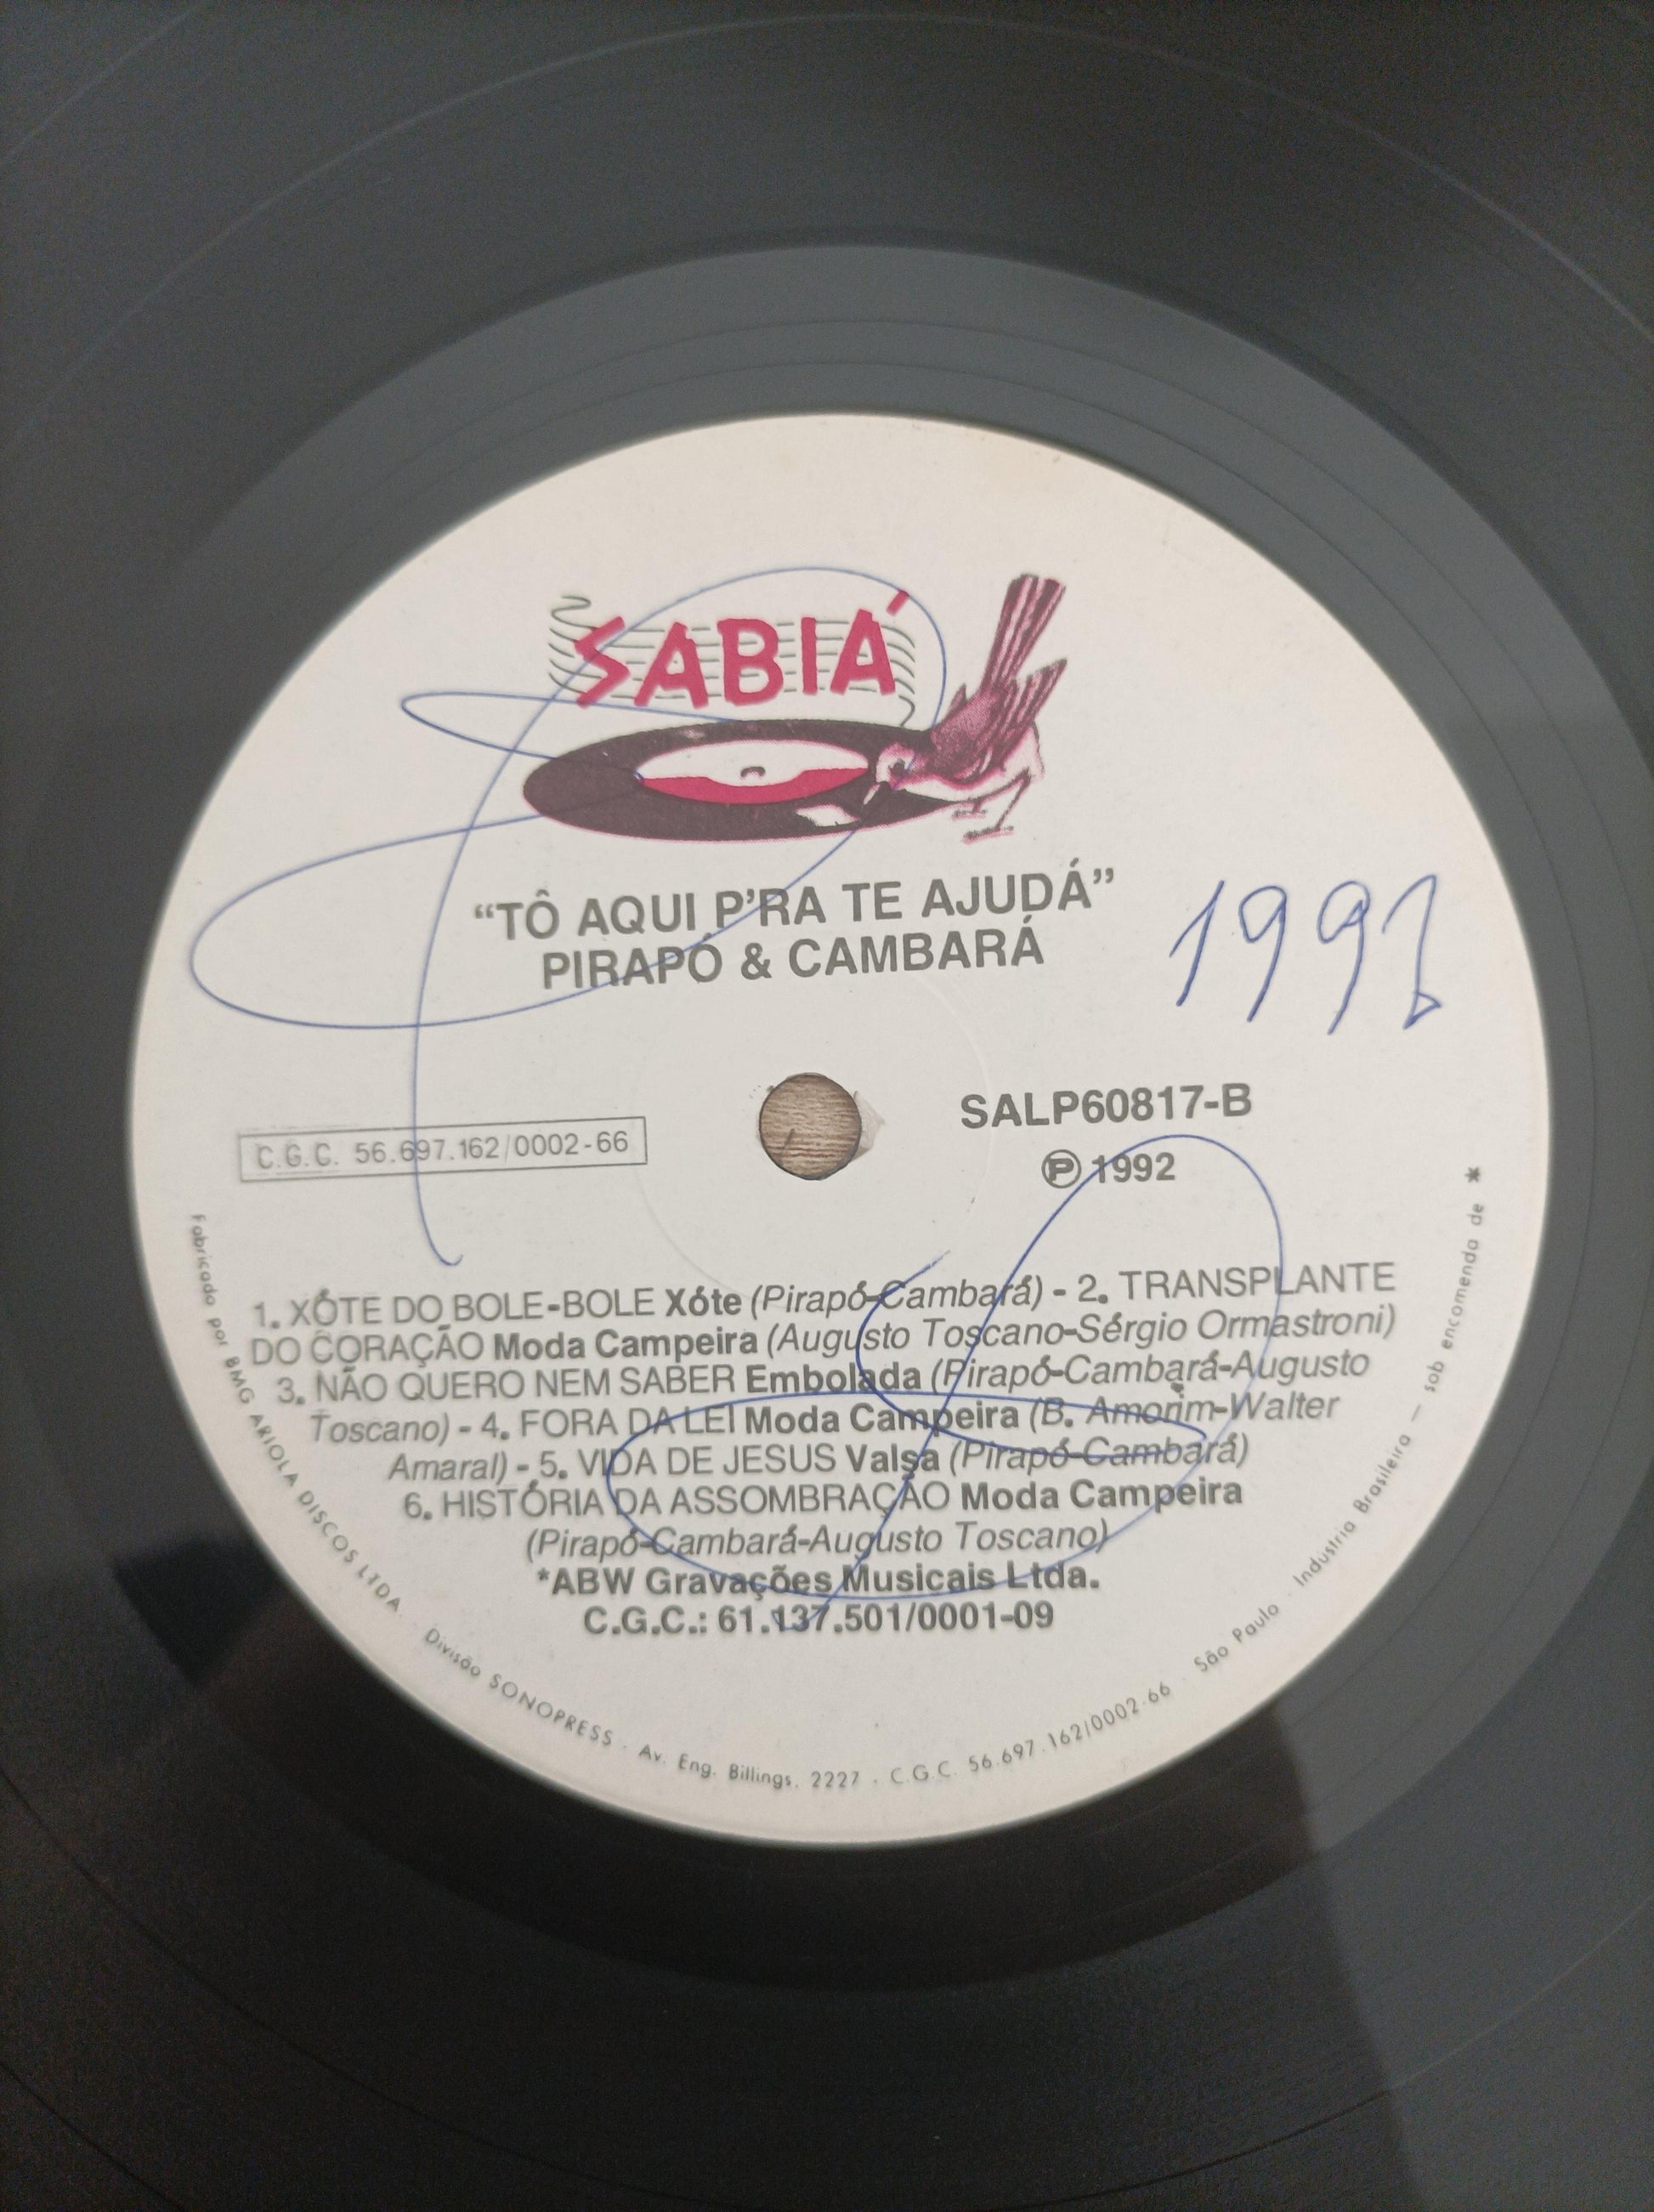 SABIÁ
“TÔ AQUI P’RA TE AJUDÁ”
PIRAPÓ & CAMBARÁ
1992
SALP60817-B
C.G.C. 56.697.162/0002-66
Ⓟ 1992
1. XÓTE DO BOLE-BOLE Xóte (Pirapó-Cambará) - 2. TRANSPLANTE
DO CORAÇÃO Moda Campeira (Augusto Toscano-Sérgio Ormastroni)
3. NÃO QUERO NEM SABER Embolada (Pirapó-Cambará-Augusto
Toscano) - 4. FORA DA LEI Moda Campeira (B. Amorim-Walter
Amaral) - 5. VIDA DE JESUS Valsa (Pirapó-Cambará)
6. HISTÓRIA DA ASSOMBRAÇÃO Moda Campeira
(Pirapó-Cambará-Augusto Toscano)
*ABW Gravações Musicais Ltda.
C.G.C.: 61.137.501/0001-09
Fabricado por BMG ARIOLA DISCOS LTDA. Divisão SONOPRESS . Av. Eng. Billings, 2227 . C.G.C. 56.697.162/0002-66 . São Paulo . Industria Brasileira — sob encomenda de *